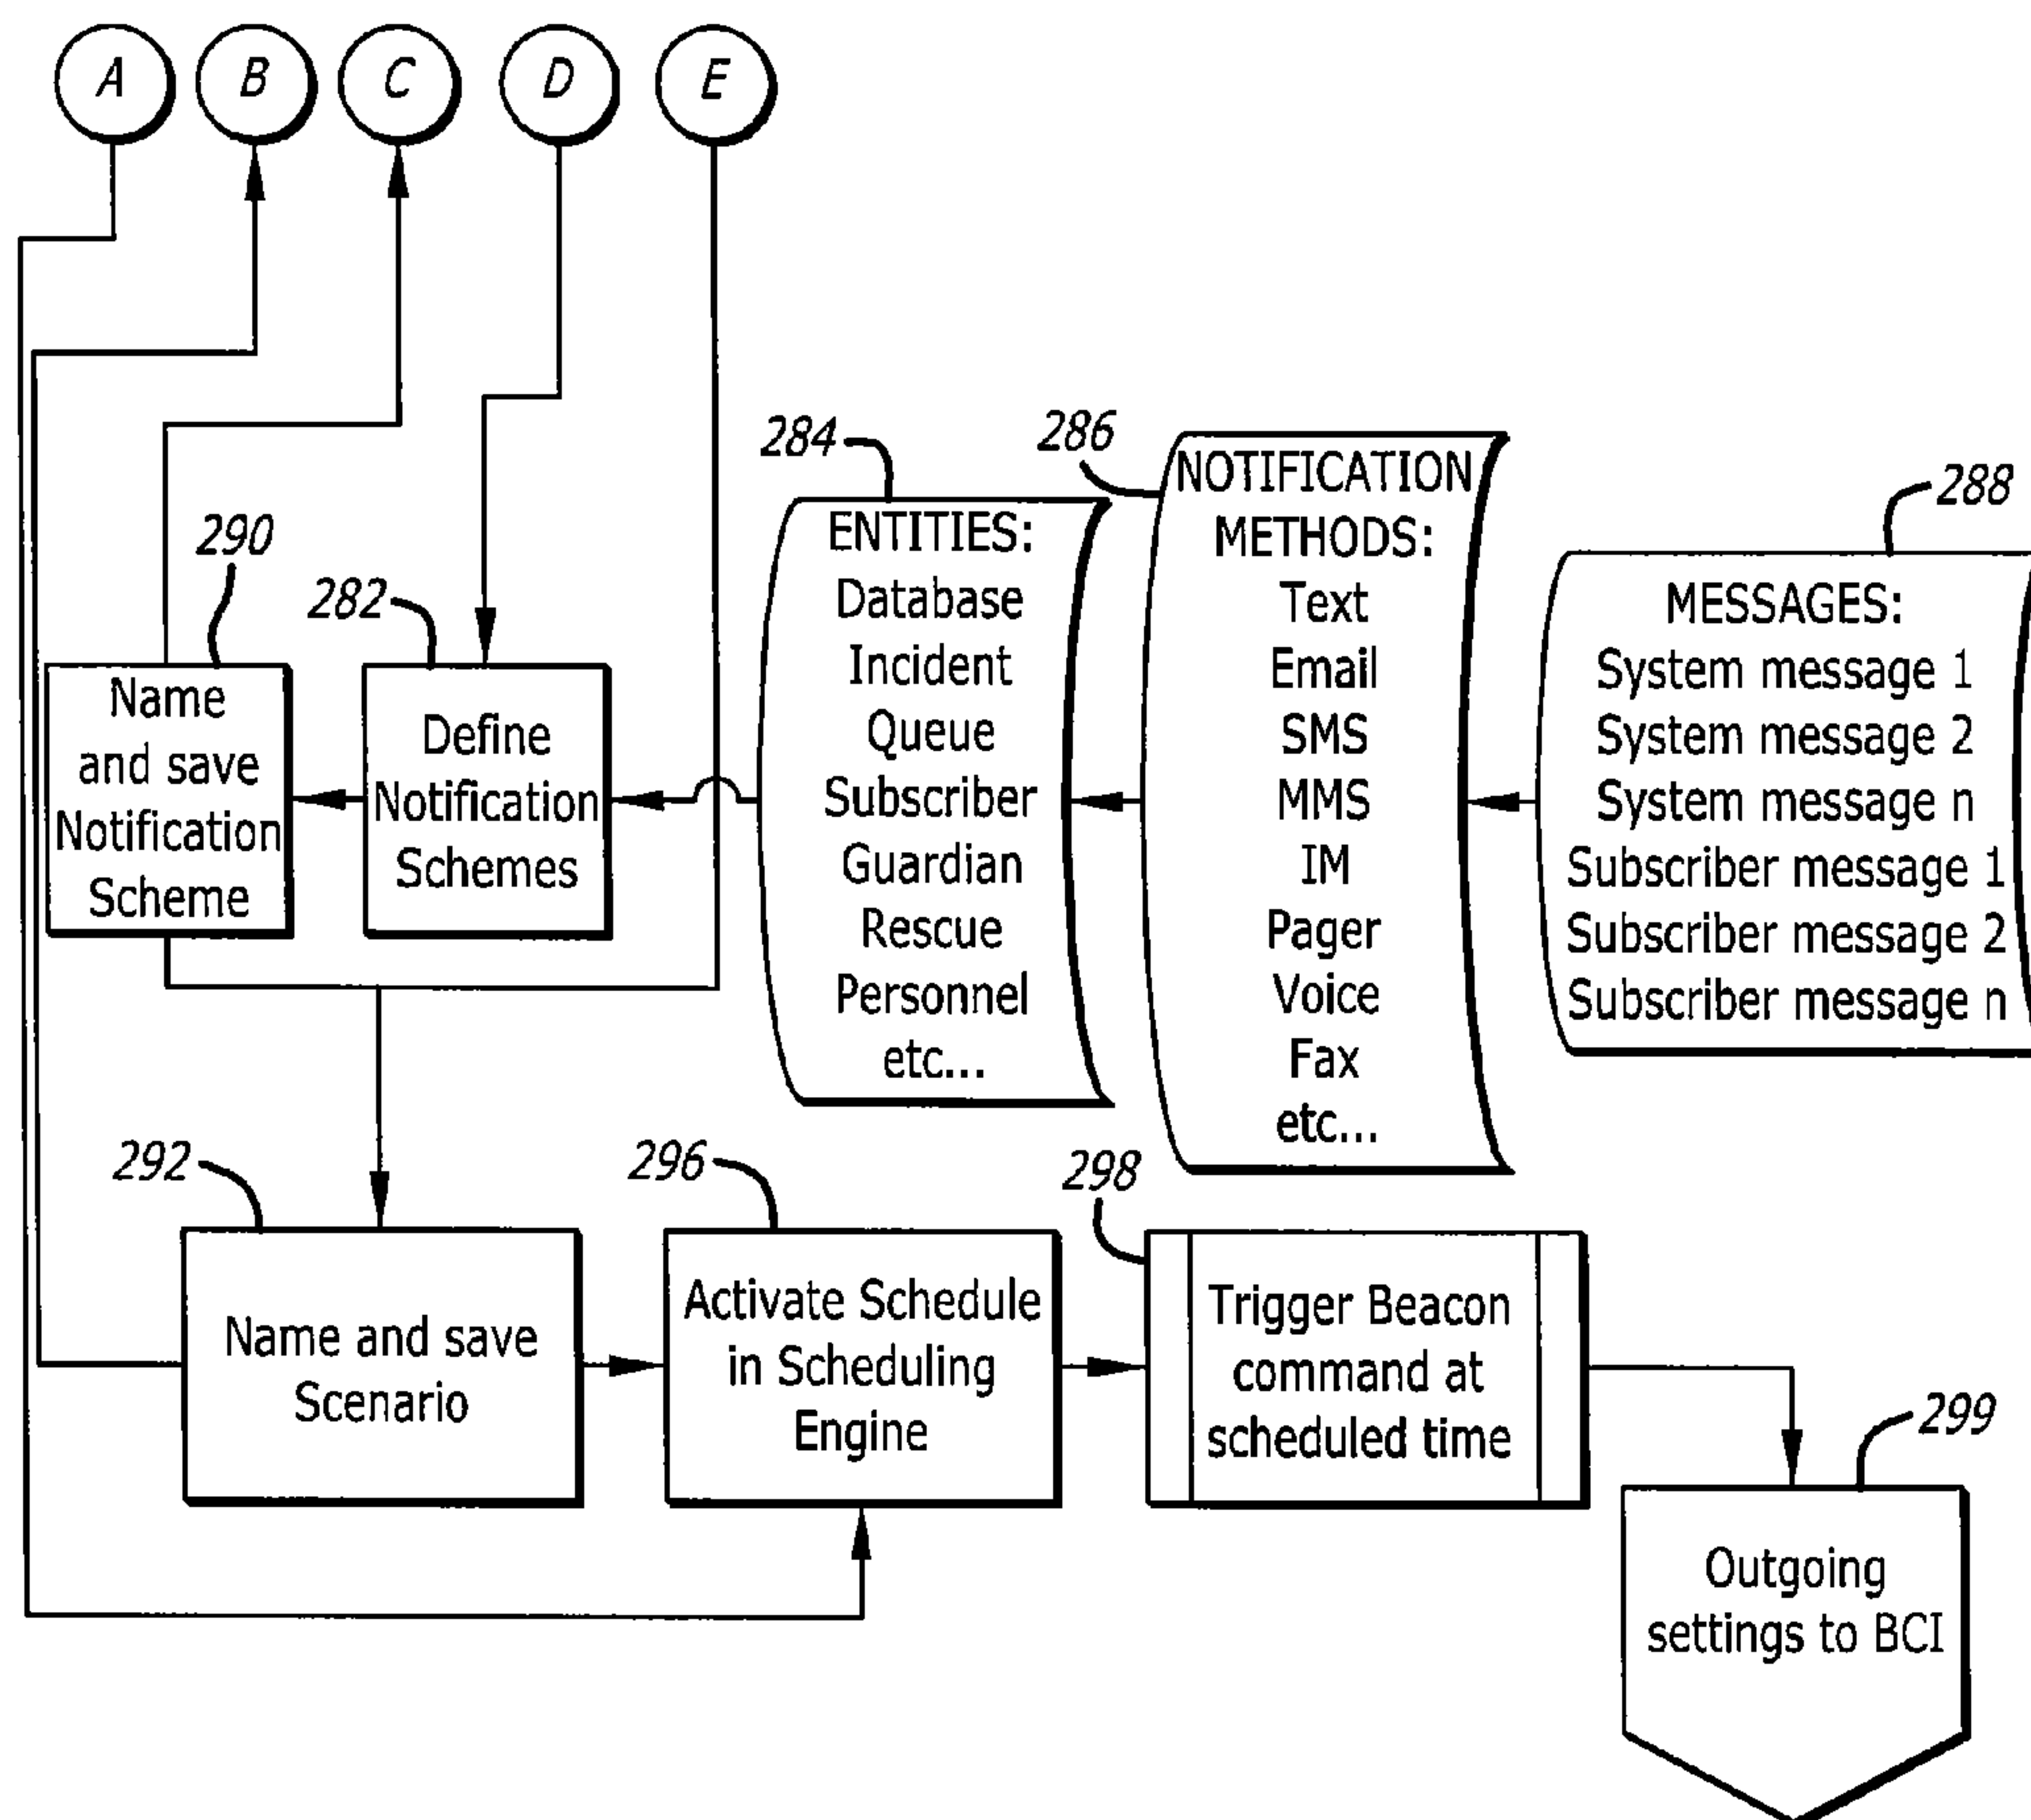 A
B
C
D
E
284
286
288
290
282
ENTITIES:
Database
Incident
Queue
Subscriber
Guardian
Rescue
Personnel
etc...
NOTIFICATION
METHODS:
Text
Email
SMS
MMS
IM
Pager
Voice
Fax
etc...
MESSAGES:
System message 1
System message 2
System message n
Subscriber message 1
Subscriber message 2
Subscriber message n
Name
and save
Notification
Scheme
Define
Notification
Schemes
292
296
298
299
Name and save
Scenario
Activate Schedule
in Scheduling
Engine
Trigger Beacon
command at
scheduled time
Outgoing
settings to BCI